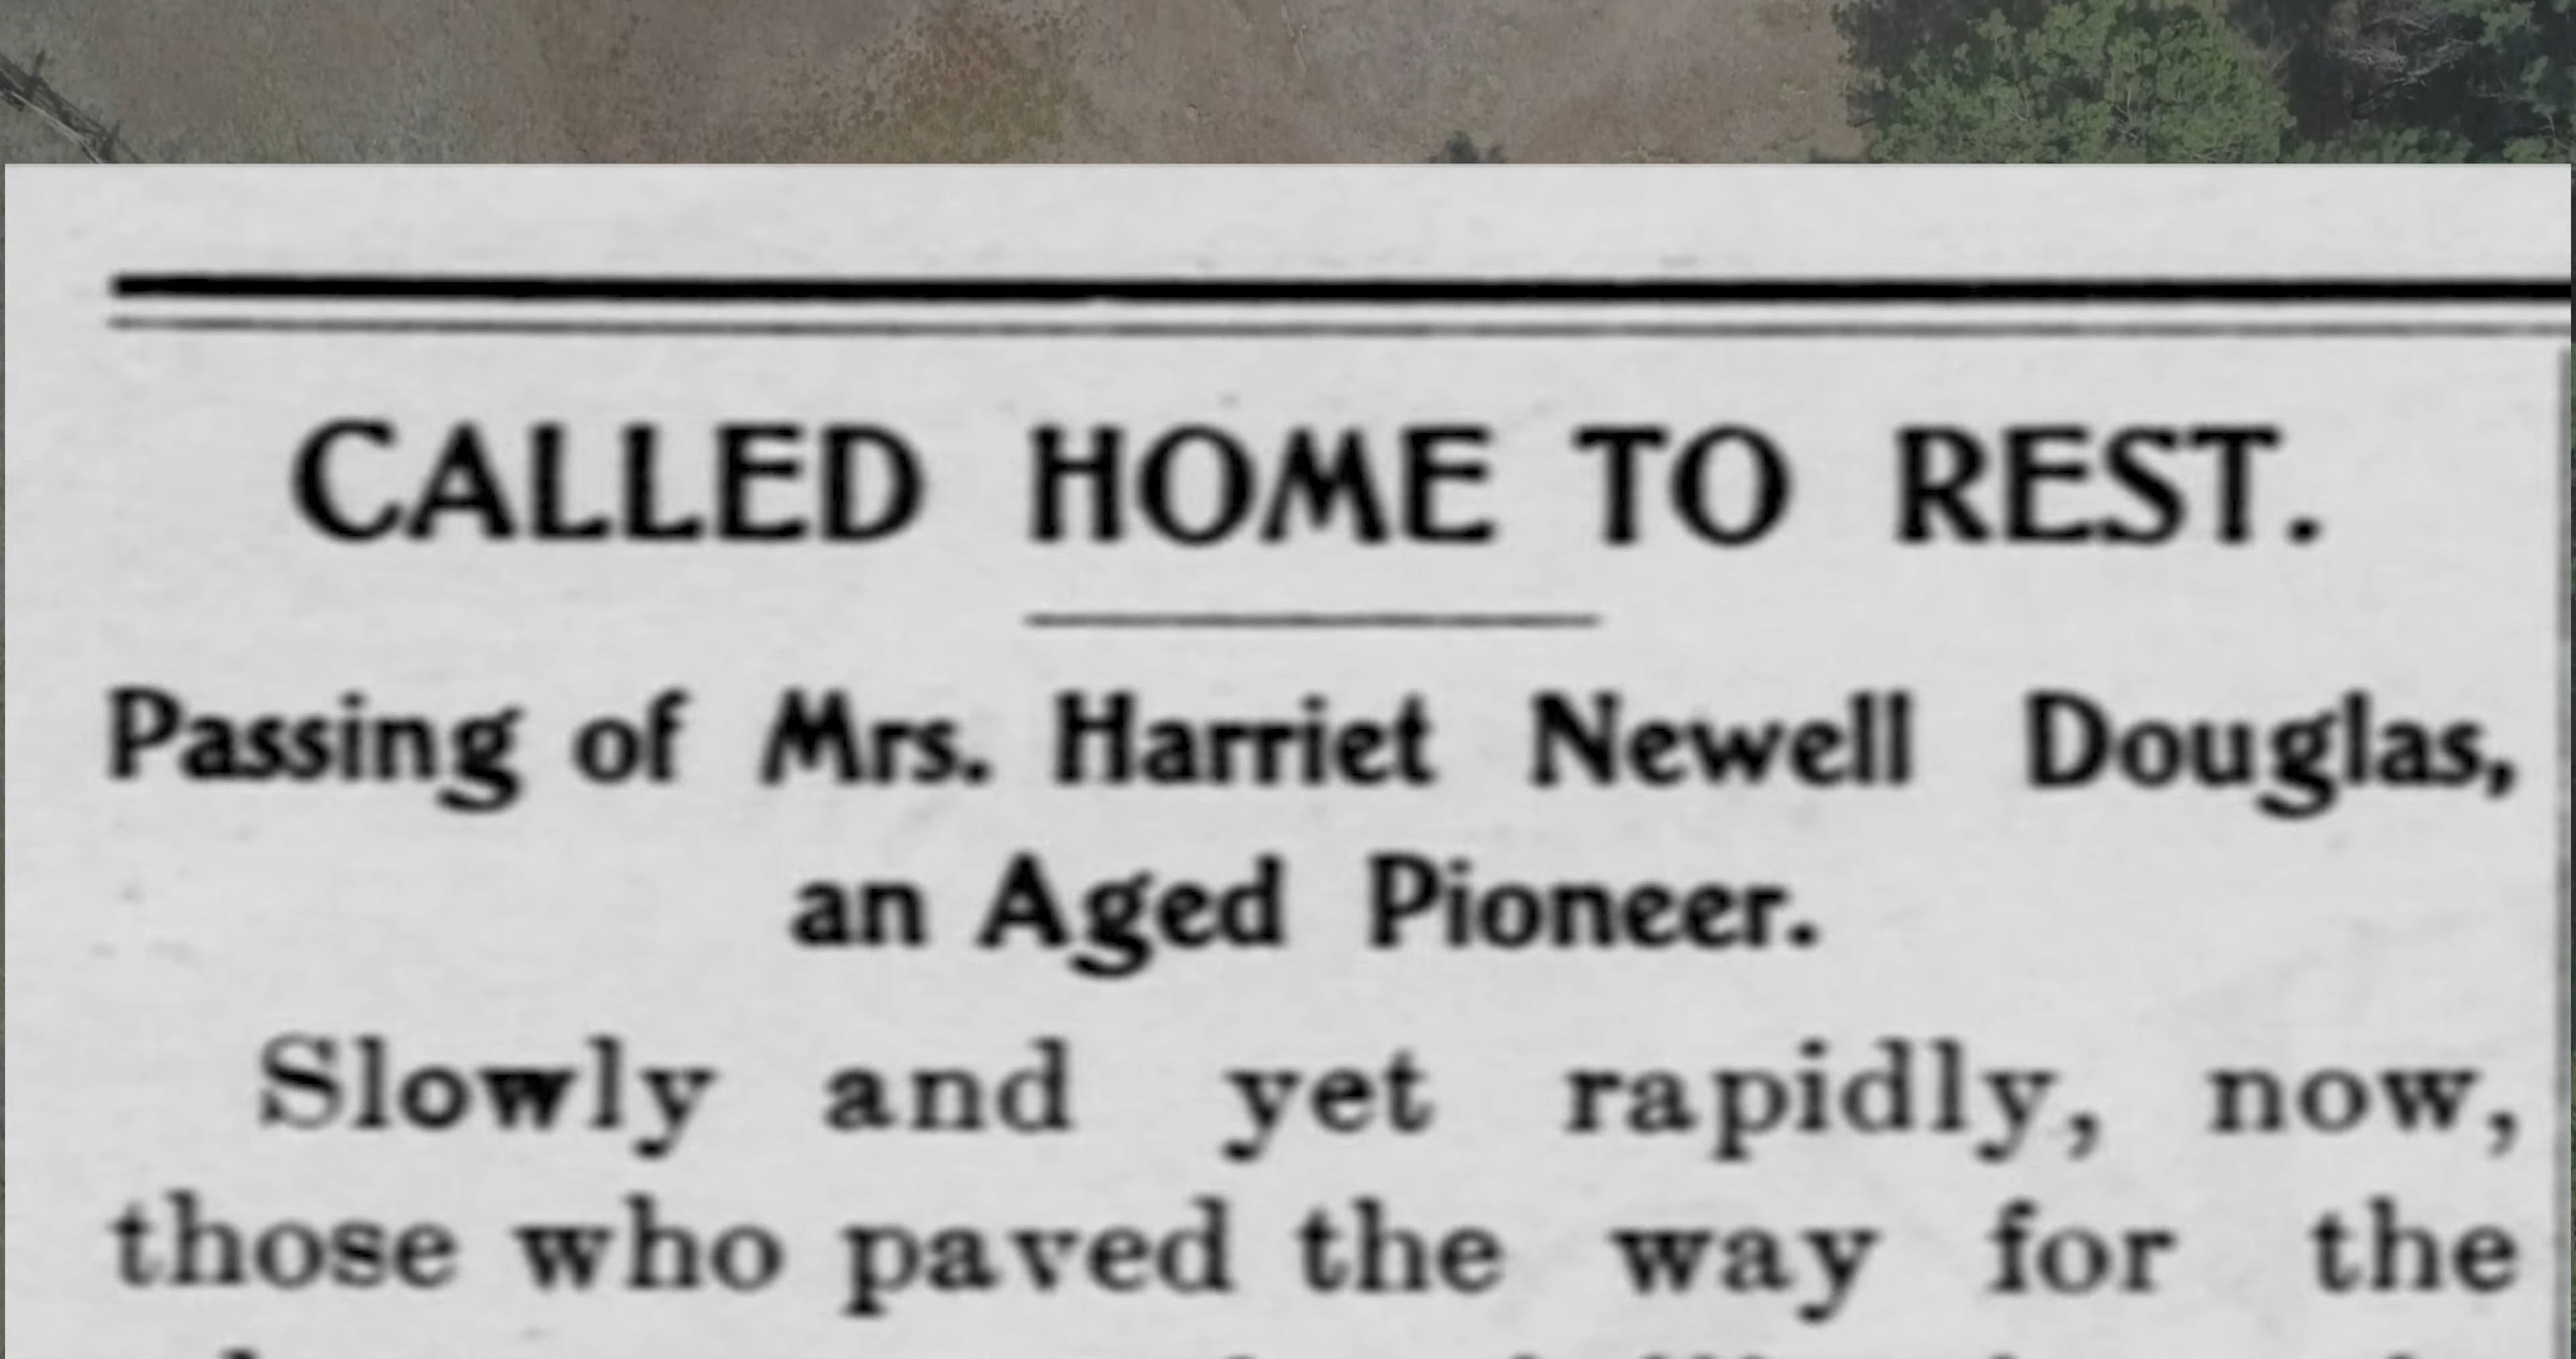 CALLED HOME TO REST.
Passing of Mrs. Harriet Newell Douglas,
an Aged Pioneer.
Slowly and yet rapidly, now,
those who paved the way for the